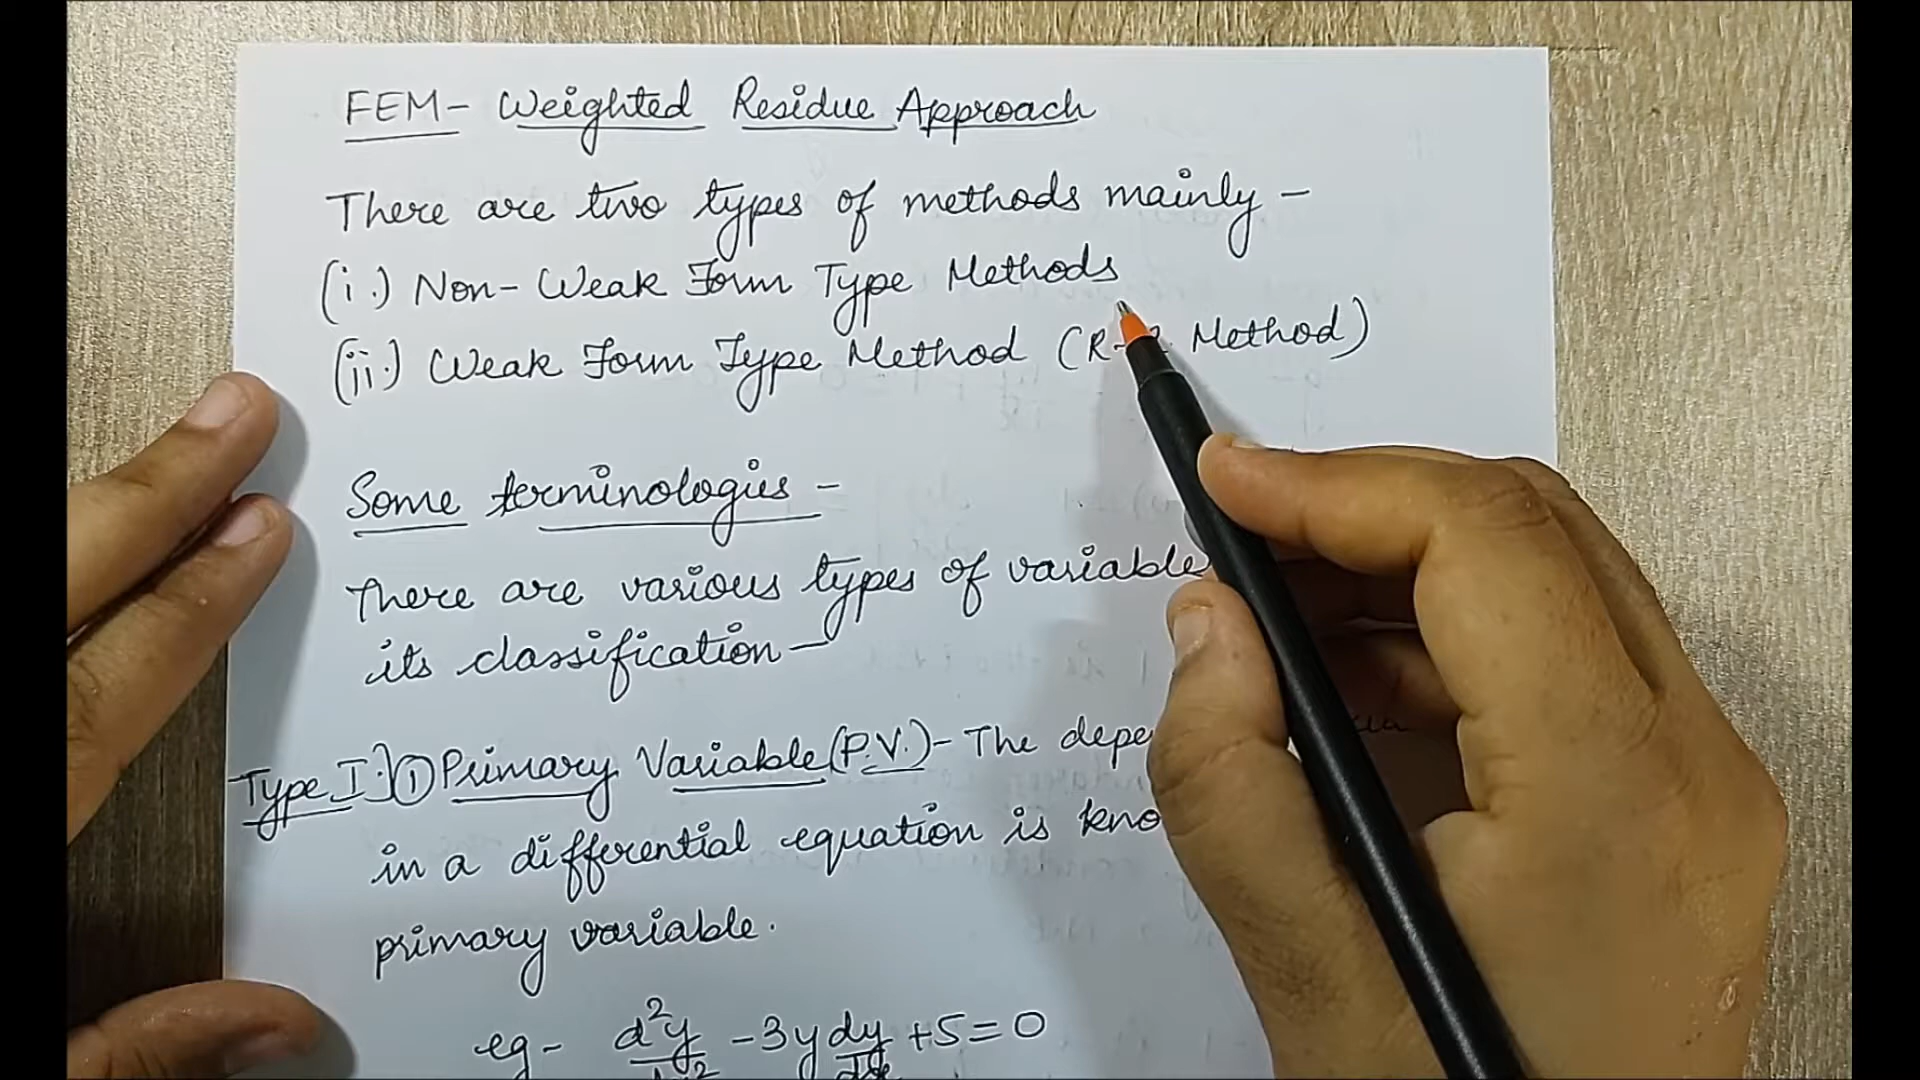 FEM - Weighted Residue Approach
There are two types of methods mainly -
(i.) Non-Weak Form Type Methods
(ii.) Weak Form Type Method (R- Method)
Some terminologies -
There are various types of variable
its classification -
Type I.) ① Primary Variable (P.V.) - The
in a differential equation is
primary variable.
eg - d²y - 3y dy/dx + 5 = 0